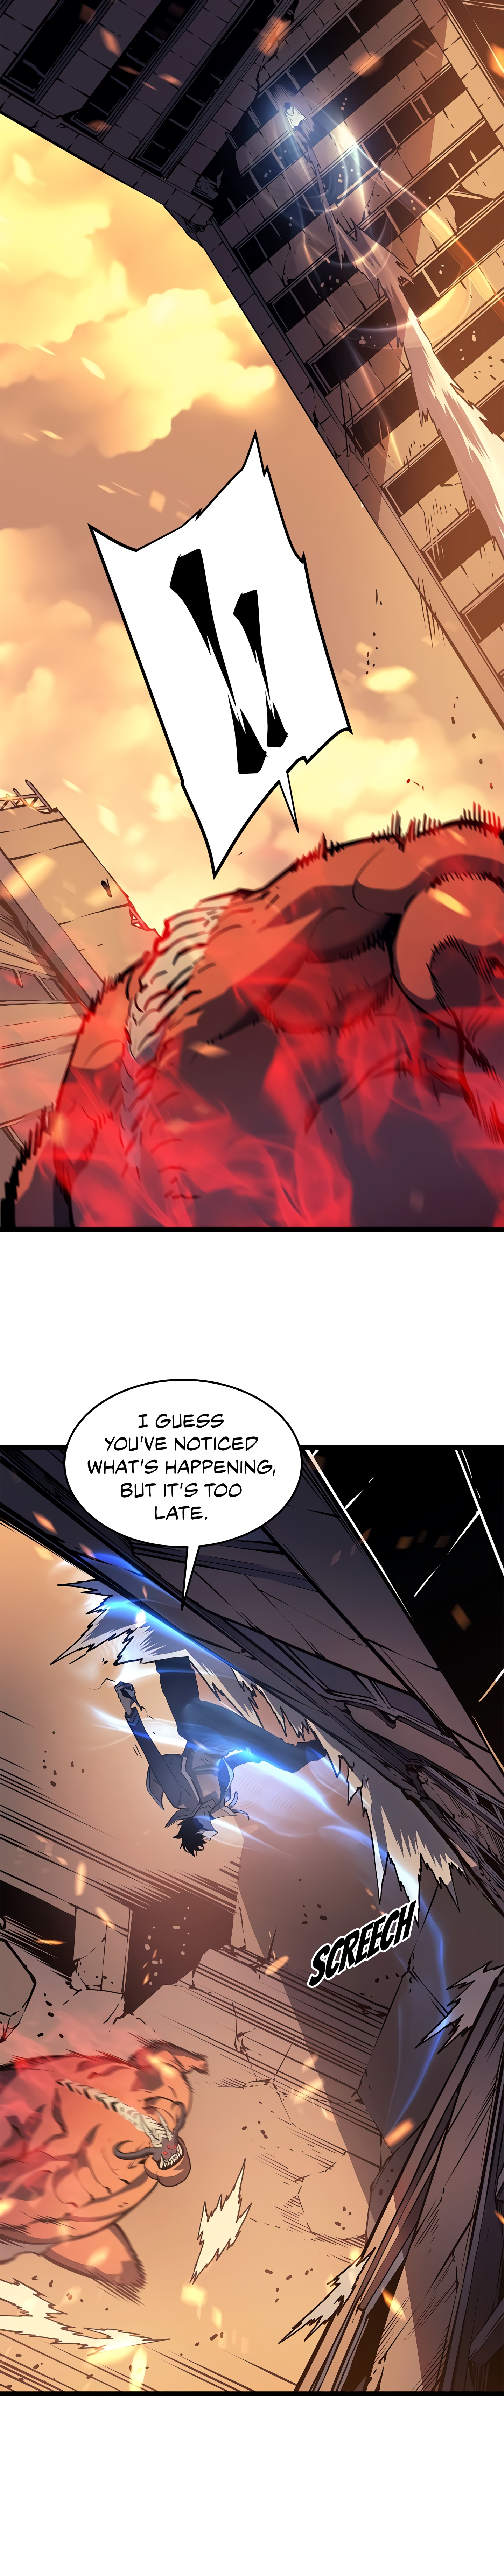 !!
I GUESS
YOU'VE NOTICED
WHAT'S HAPPENING,
BUT IT'S TOO
LATE.
SCREECH